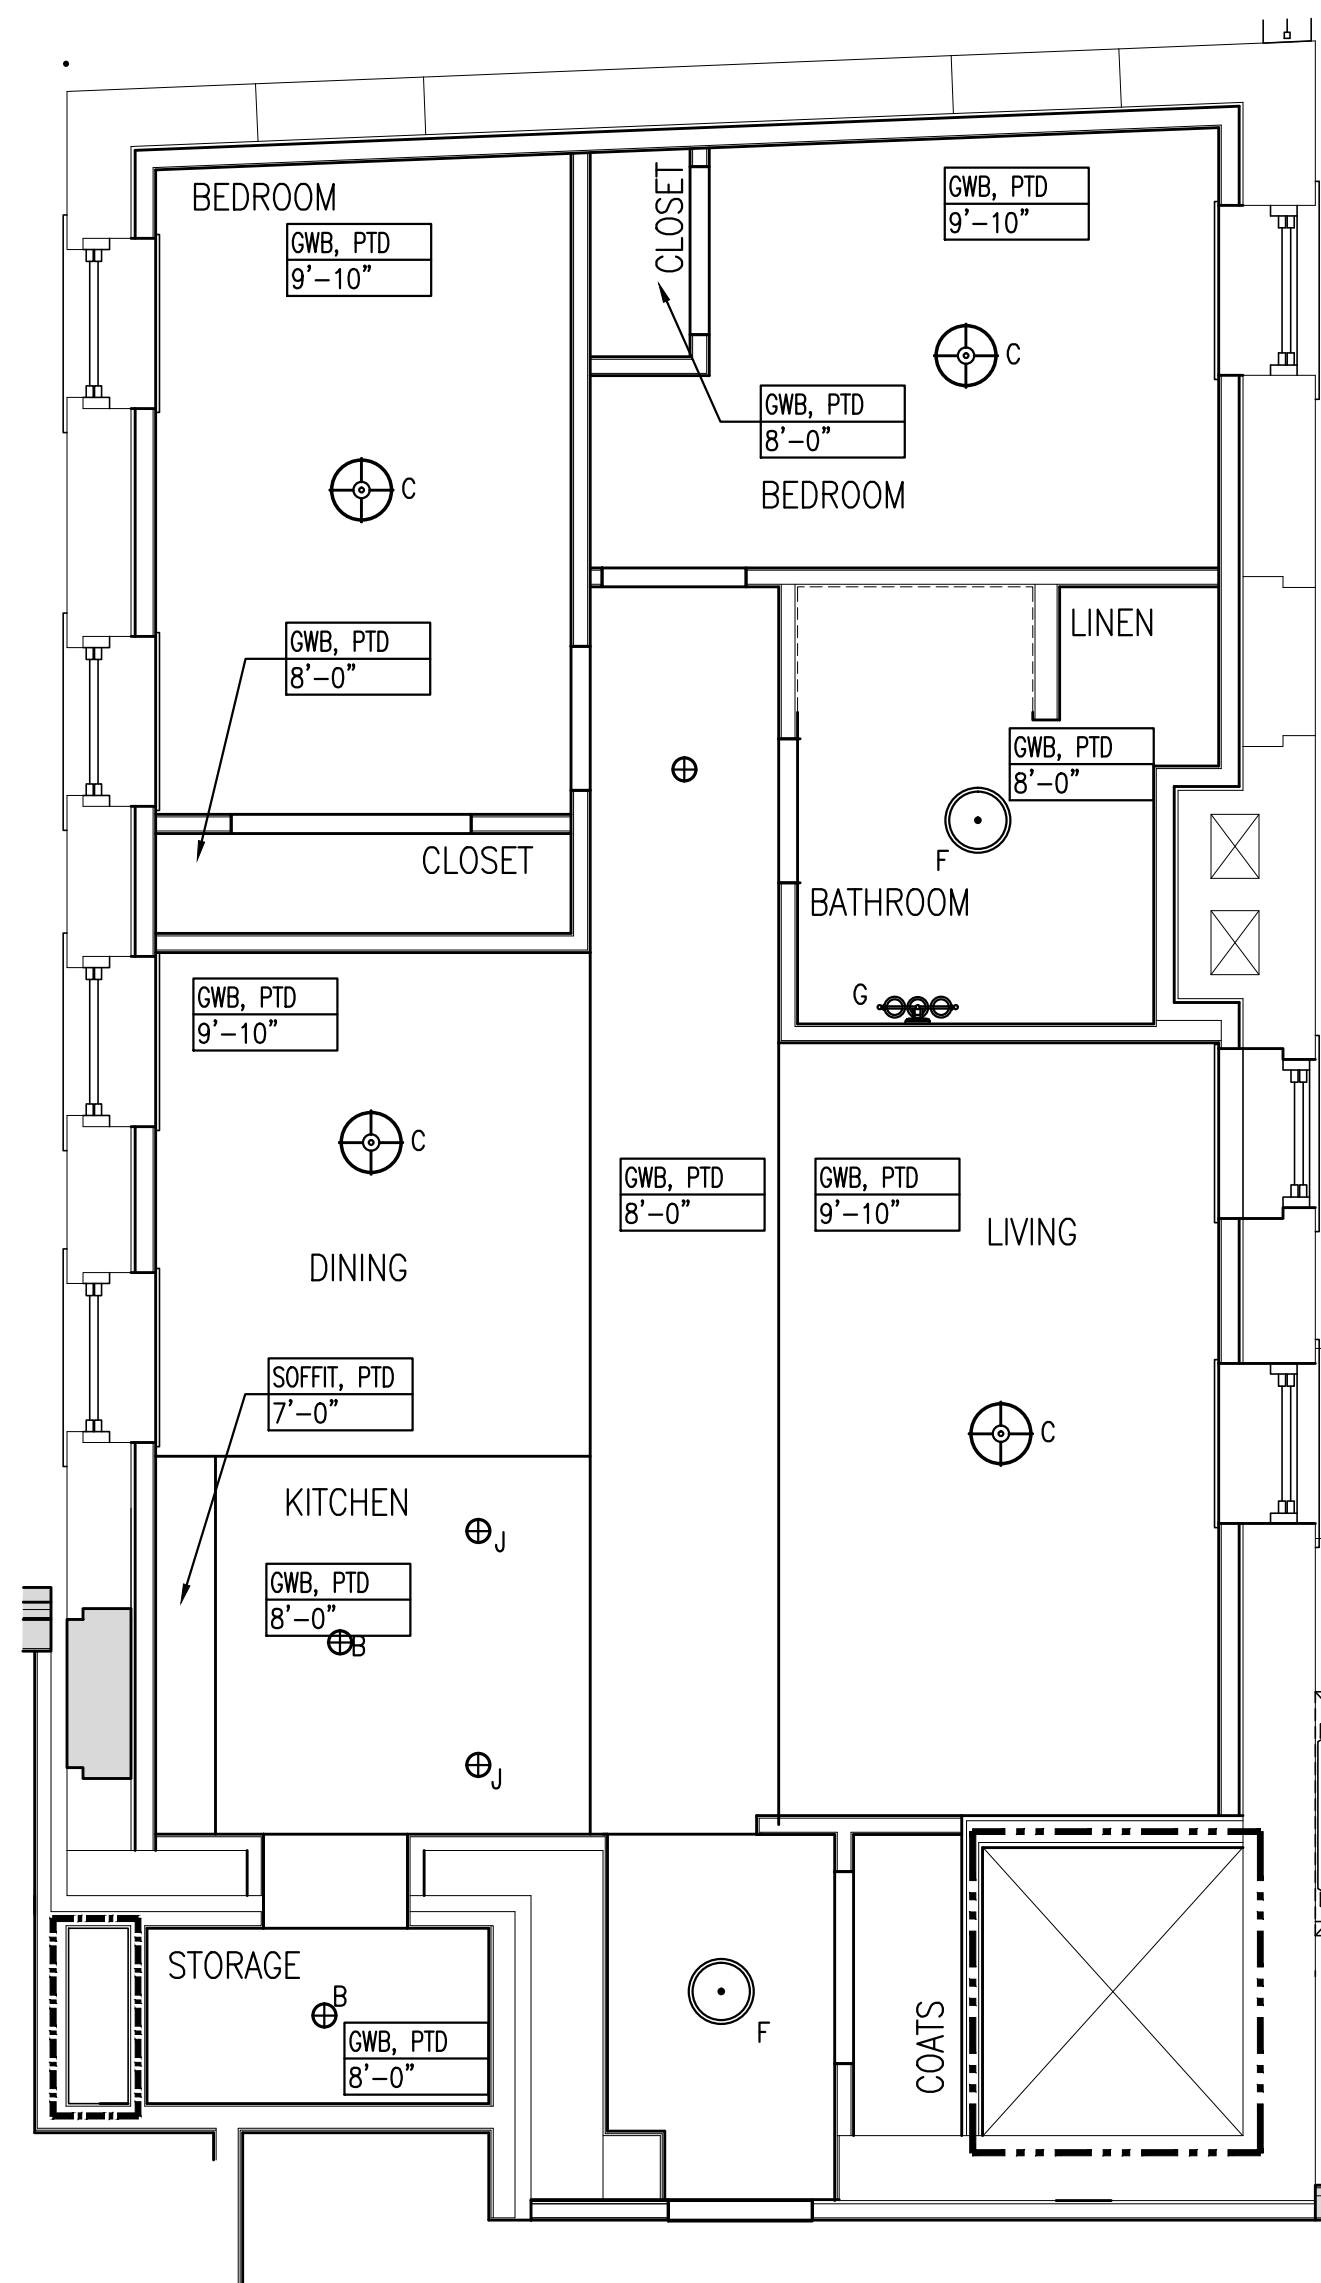 BEDROOM
GWB, PTD
9'-10"
CLOSET
GWB, PTD
9'-10"
C
GWB, PTD
8'-0"
BEDROOM
C
GWB, PTD
8'-0"
LINEN
GWB, PTD
8'-0"
CLOSET
F
BATHROOM
G
GWB, PTD
9'-10"
C
GWB, PTD
8'-0"
GWB, PTD
9'-10"
LIVING
DINING
SOFFIT, PTD
7'-0"
C
KITCHEN
J
GWB, PTD
8'-0"
B
J
STORAGE
B
GWB, PTD
8'-0"
F
COATS